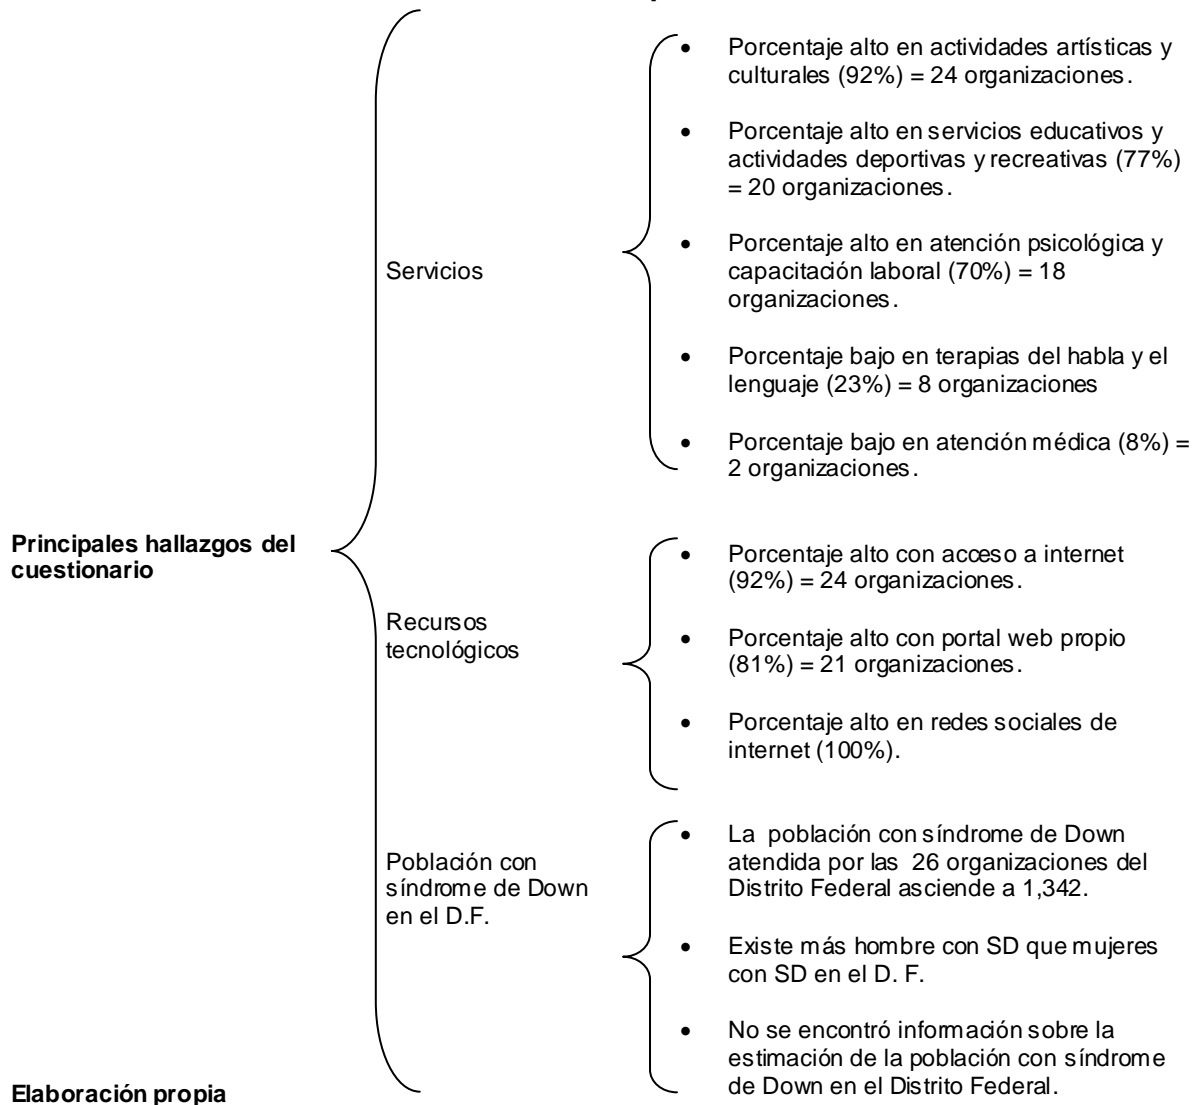 Porcentaje alto en actividades artísticas y
culturales (92%) = 24 organizaciones.
Porcentaje alto en servicios educativos y
actividades deportivas y recreativas (77%)
= 20 organizaciones.
Servicios
Porcentaje alto en atención psicológica y
capacitación laboral (70%) = 18
organizaciones.
Porcentaje bajo en terapias del habla y el
lenguaje (23%) = 8 organizaciones
Porcentaje bajo en atención médica (8%) =
2 organizaciones.
Principales hallazgos del
cuestionario
Recursos
tecnológicos
Porcentaje alto con acceso a internet
(92%) = 24 organizaciones.
Porcentaje alto con portal web propio
(81%) = 21 organizaciones.
Porcentaje alto en redes sociales de
internet (100%).
Población con
síndrome de Down
en el D.F.
La población con síndrome de Down
atendida por las 26 organizaciones del
Distrito Federal asciende a 1,342.
Existe más hombre con SD que mujeres
con SD en el D. F.
No se encontró información sobre la
estimación de la población con síndrome
de Down en el Distrito Federal.
Elaboración propia